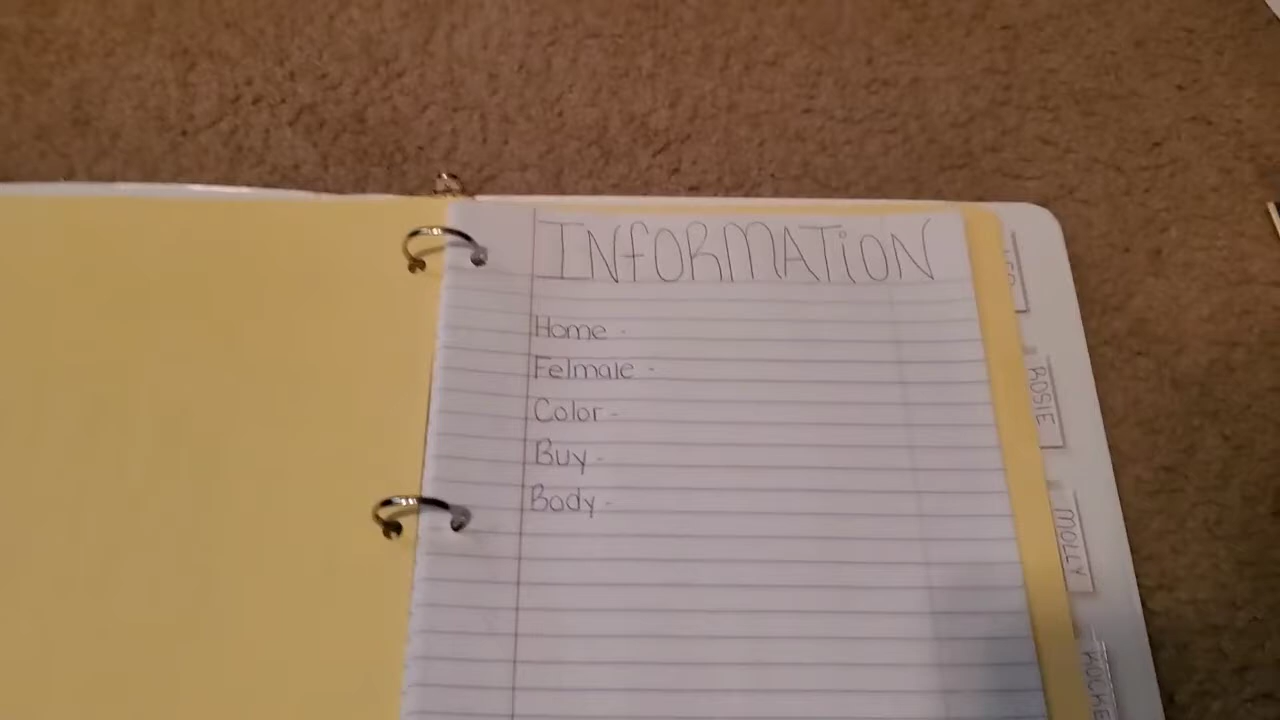 INfORMATiON
Home -
Felmale -
Color -
Buy -
Body -
ROSIE
MOLLY